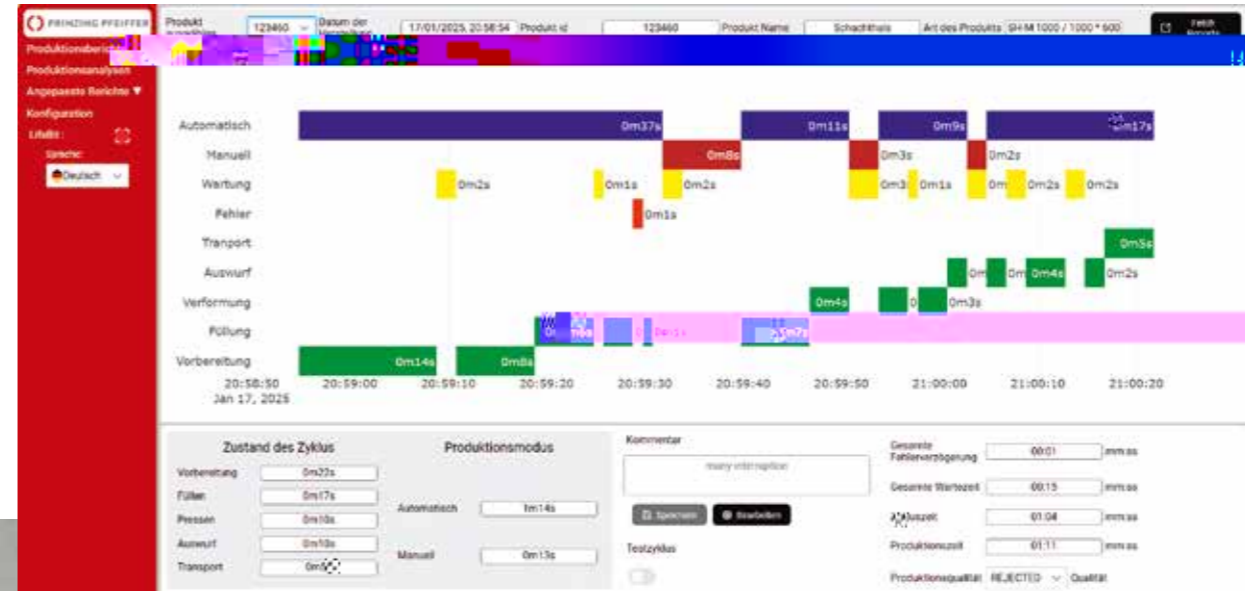 PRINZING PFEIFFER
Produkt
123460
Datum der
17/01/2025, 20:58:54
Produkt id
123460
Produkt Name
Art des Produkts
SH-M 1000 / 1000 * 600
Fetch
Produktionsanalysen
Angepasste Berichte ▼
Konfiguration
Sprache:
Deutsch
Automatisch
0m37s
0m11s
0m9s
Manuell
0m8s
0m3s
0m2s
Wartung
0m2s
0m1s
0m2s
0m1s
0m2s
0m2s
Fehler
0m1s
Tranport
0m5s
Auswurf
0m4s
0m2s
Verformung
0m4s
0m3s
Füllung
Vorbereitung
0m14s
0m8s
20:58:50
20:59:00
20:59:10
20:59:20
20:59:30
20:59:40
20:59:50
21:00:00
21:00:10
21:00:20
Jan 17, 2025
Zustand des Zyklus
Vorbereitung
0m22s
Füllen
0m17s
Pressen
0m10s
Auswurf
0m10s
Transport
Produktionsmodus
Automatisch
1m14s
Manuell
0m13s
Kommentar
many interruption
Speichern
Bearbeiten
Testzyklus
Gesamte
Fehlerverzögerung
00:01
mm:ss
Gesamte Wartezeit
00:15
mm:ss
01:04
mm:ss
Produktionszeit
01:11
mm:ss
Produktionsqualität
REJECTED
Qualität